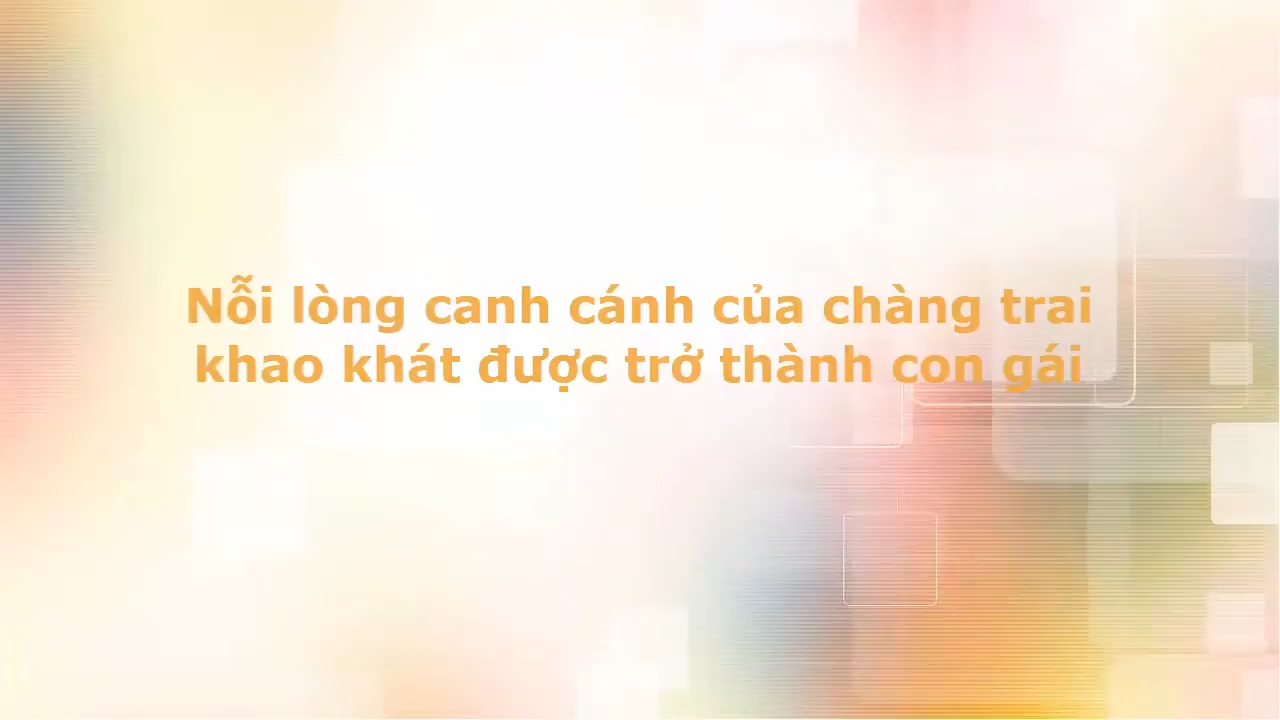 Nỗi lòng canh cánh của chàng trai
khao khát được trở thành con gái